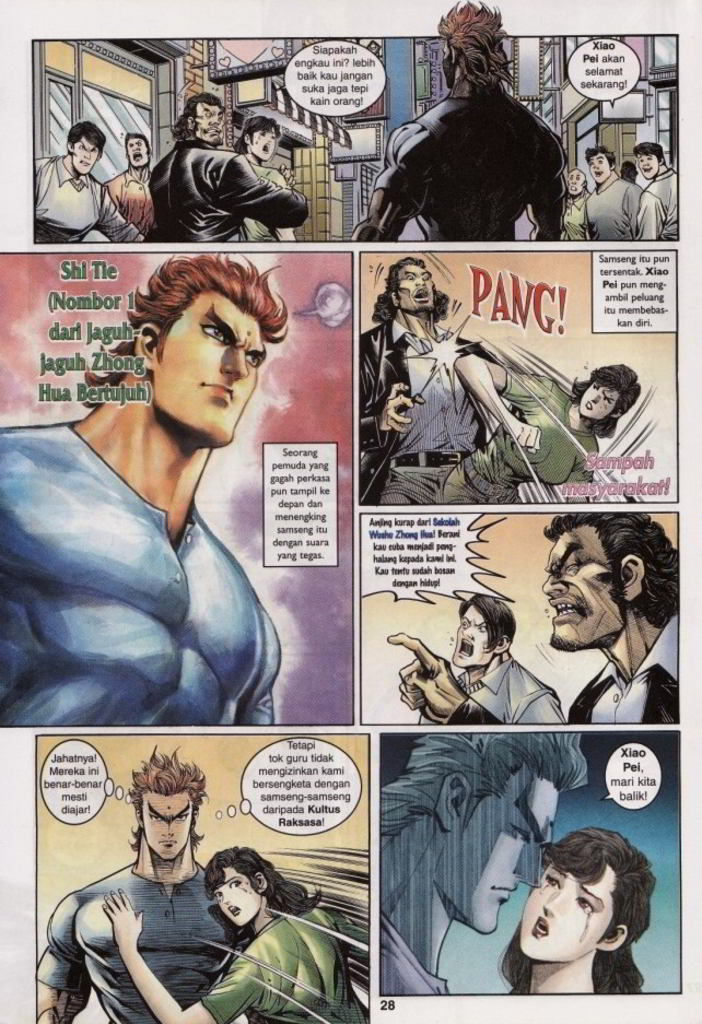 Siapakah
engkau ini? lebih
baik kau jangan
suka jaga tepi
kain orang!
Xiao
Pei akan
selamat
sekarang!
Shi Tie
(Nombor 1
dari Jaguh-
jaguh Zhong
Hua Bertujuh)
Seorang
pemuda yang
gagah perkasa
pun tampil ke
depan dan
menengking
samseng itu
dengan suara
yang tegas.
PANG!
Samseng itu pun
tersentak. Xiao
Pei pun meng-
ambil peluang
itu membebas-
kan diri.
Sampah
masyarakat!
Anjing kurap dari Sekolah
Wushu Zhong Hua! Berani
kau cuba menjadi peng-
halang kepada kami ini.
Kau tentu sudah bosan
dengan hidup!
Jahatnya!
Mereka ini
benar-benar
mesti
diajar!
Tetapi
tok guru tidak
mengizinkan kami
bersengketa dengan
samseng-samseng
daripada Kultus
Raksasa!
Xiao
Pei,
mari kita
balik!
28